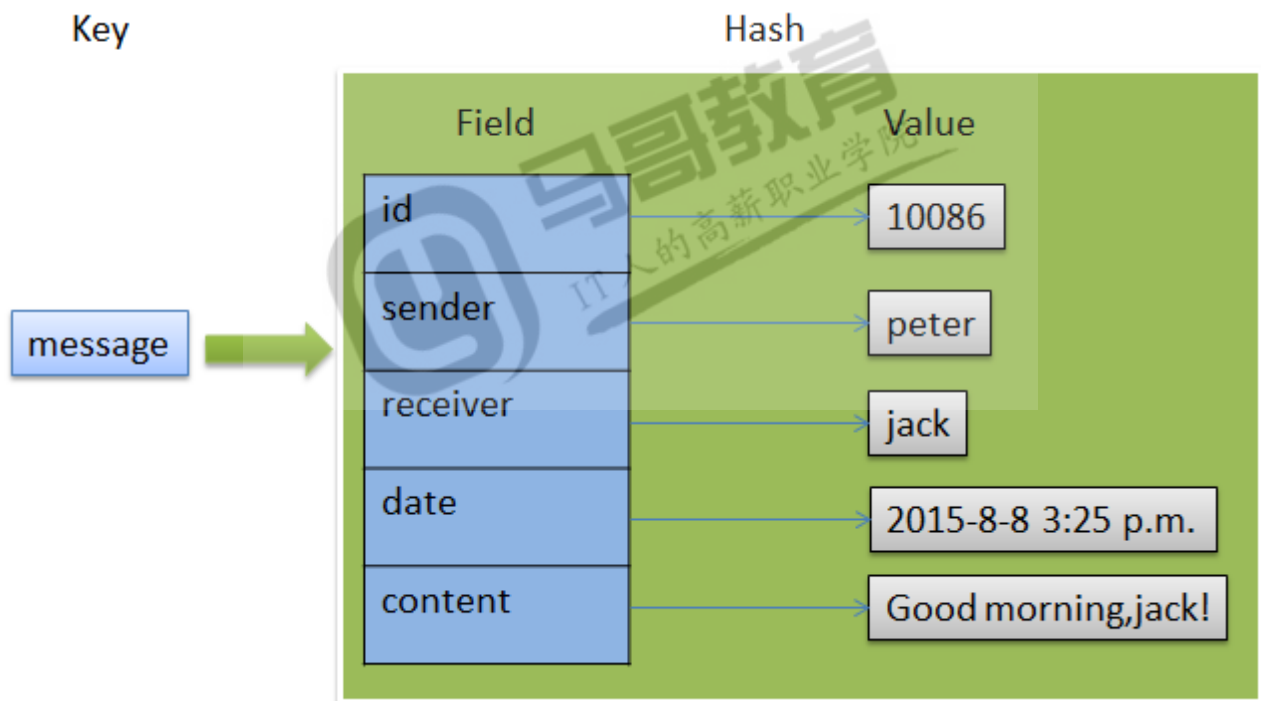 Key
Hash
Field
Value
id
10086
sender
peter
message
receiver
jack
date
2015-8-8 3:25 p.m.
content
Good morning,jack!
马哥教育
IT人的高薪职业学院